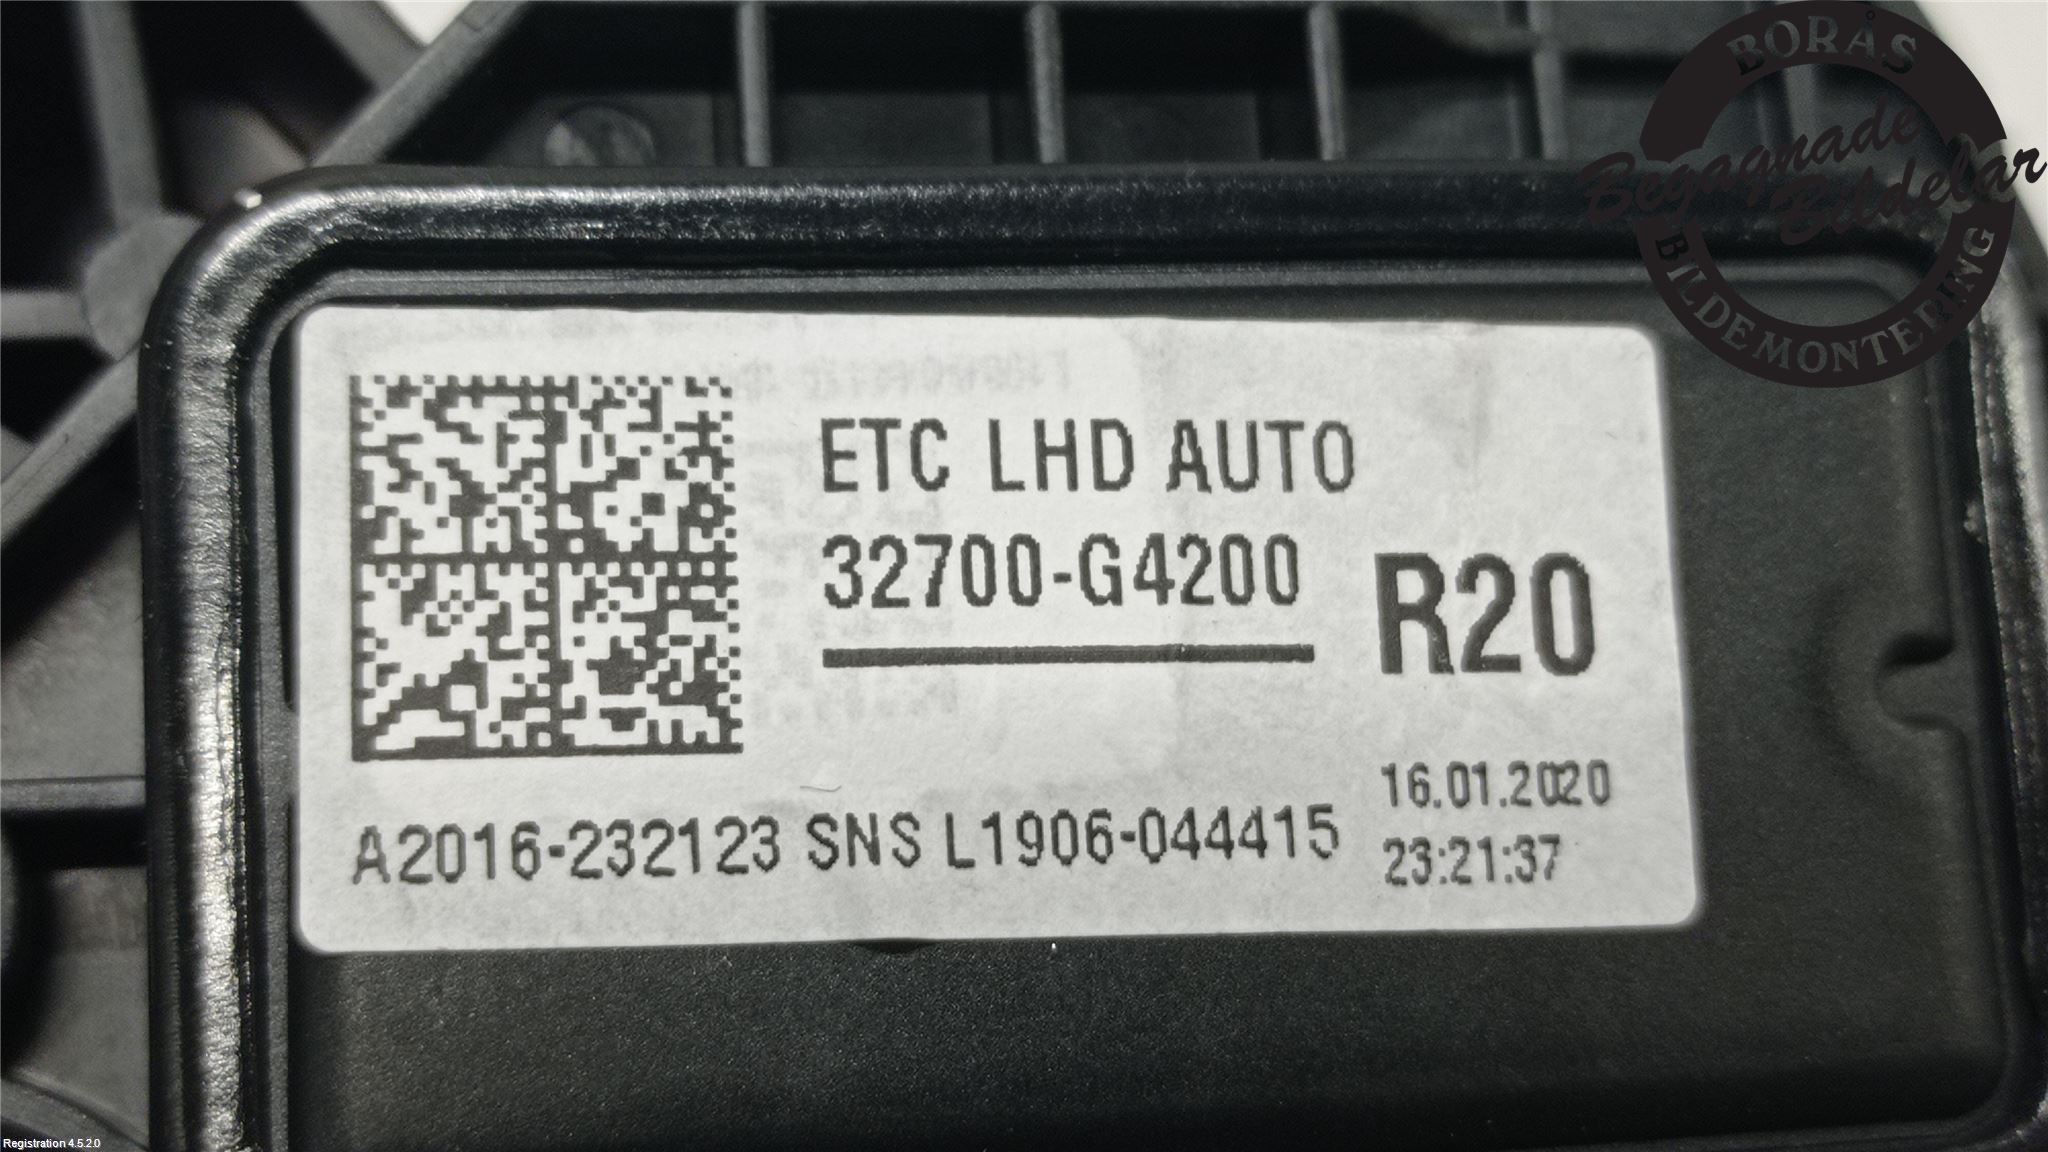 BORÅS
Begagnade
Bildelar
BILDEMONTERING
ETC LHD AUTO
32700-G4200
R20
16.01.2020
23:21:37
A2016-232123 SNS L1906-044415
Registration 4.5.2.0